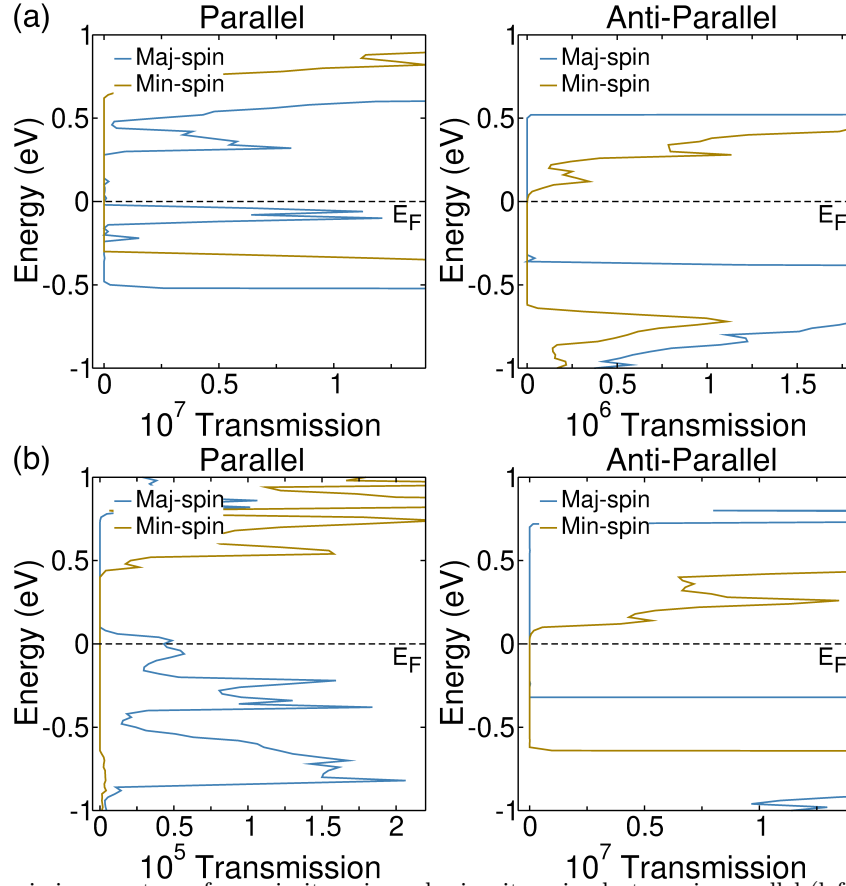 (a)
Parallel
Anti-Parallel
Maj-spin
Min-spin
Maj-spin
Min-spin
1
0.5
0
-0.5
-1
1
0.5
0
-0.5
-1
Energy (eV)
Energy (eV)
E_F
E_F
0 0.5 1
0 0.5 1 1.5
10^7 Transmission
10^6 Transmission
(b)
Parallel
Anti-Parallel
Maj-spin
Min-spin
Maj-spin
Min-spin
1
0.5
0
-0.5
-1
1
0.5
0
-0.5
-1
Energy (eV)
Energy (eV)
E_F
E_F
0 0.5 1 1.5 2
0 0.5 1
10^5 Transmission
10^7 Transmission